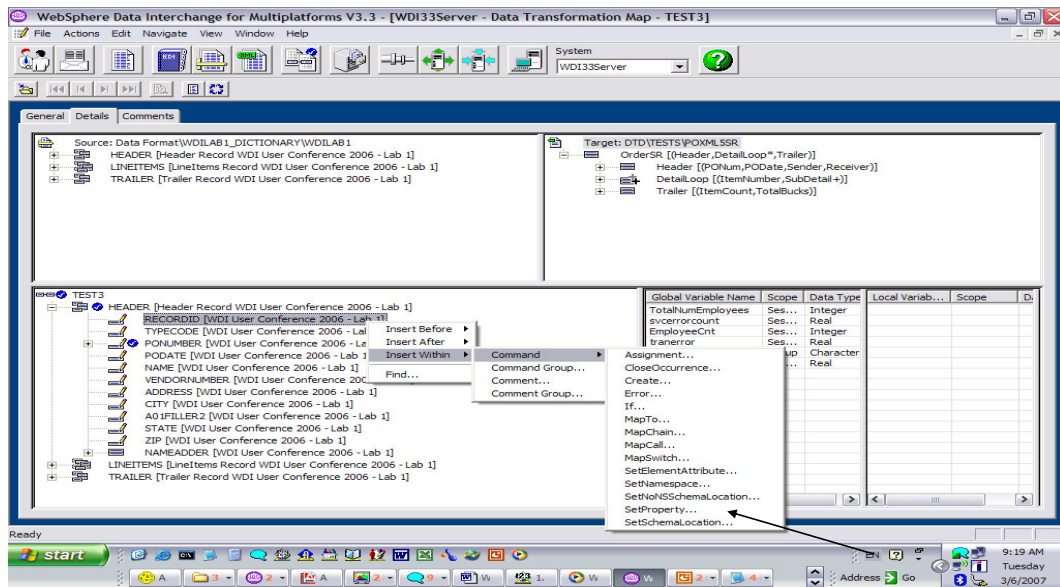 WebSphere Data Interchange for Multiplatforms V3.3 - [WDI33Server - Data Transformation Map - TEST3]
File Actions Edit Navigate View Window Help
System
WDI33Server
General Details Comments
Source: Data Format\WDILAB1_DICTIONARY\WDILAB1
HEADER [Header Record WDI User Conference 2006 - Lab 1]
LINEITEMS [LineItems Record WDI User Conference 2006 - Lab 1]
TRAILER [Trailer Record WDI User Conference 2006 - Lab 1]
Target: DTD\TESTS\POXMLSSR
OrderSR [(Header,DetailLoop*,Trailer)]
Header [(PONum,PODate,Sender,Receiver)]
DetailLoop [(ItemNumber,SubDetail+)]
Trailer [(ItemCount,TotalBucks)]
TEST3
HEADER [Header Record WDI User Conference 2006 - Lab 1]
RECORDID [WDI User Conference 2006 - Lab 1]
TYPECODE [WDI User Conference 2006 - Lab
PONUMBER [WDI User Conference 2006 - La
PODATE [WDI User Conference 2006 - Lab 1]
NAME [WDI User Conference 2006 - Lab 1]
VENDORNUMBER [WDI User Conference 200
ADDRESS [WDI User Conference 2006 - Lab 1]
CITY [WDI User Conference 2006 - Lab 1]
A01FILLER2 [WDI User Conference 2006 - Lab 1]
STATE [WDI User Conference 2006 - Lab 1]
ZIP [WDI User Conference 2006 - Lab 1]
NAMEADDER [WDI User Conference 2006 - Lab 1]
LINEITEMS [LineItems Record WDI User Conference 2006 - Lab 1]
TRAILER [Trailer Record WDI User Conference 2006 - Lab 1]
Insert Before
Insert After
Insert Within
Find...
Command
Command Group...
Comment...
Comment Group...
Assignment...
CloseOccurrence...
Create...
Error...
If...
MapTo...
MapChain...
MapCall...
MapSwitch...
SetElementAttribute...
SetNamespace...
SetNoNSSchemaLocation...
SetProperty...
SetSchemaLocation...
Global Variable Name Scope Data Type Local Variab... Scope
TotalNumEmployees Ses... Integer
svcerrorcount Ses... Real
EmployeeCnt Ses... Integer
tranerror Ses... Real
up Character
... Real
Ready
start
EN
9:19 AM
Tuesday
3/6/2007
A 3 2 A 2 9 W 1. W W 2 4
Address Go